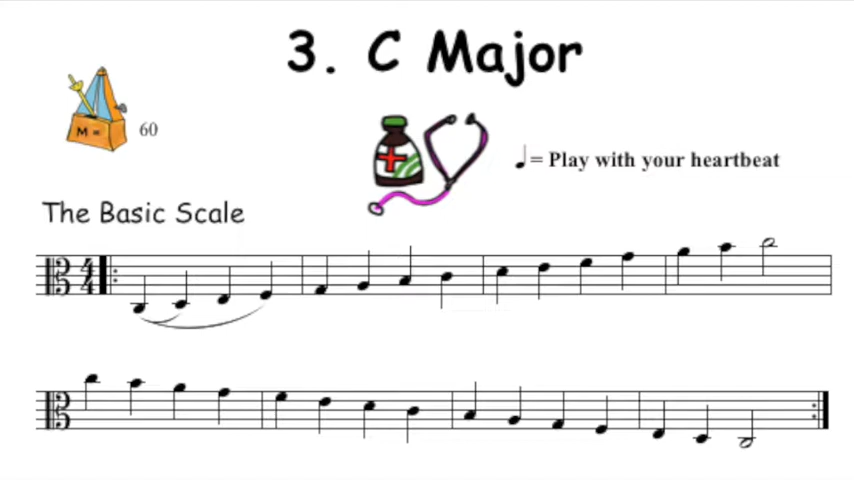 3. C Major
M =
60
= Play with your heartbeat
The Basic Scale
4
4